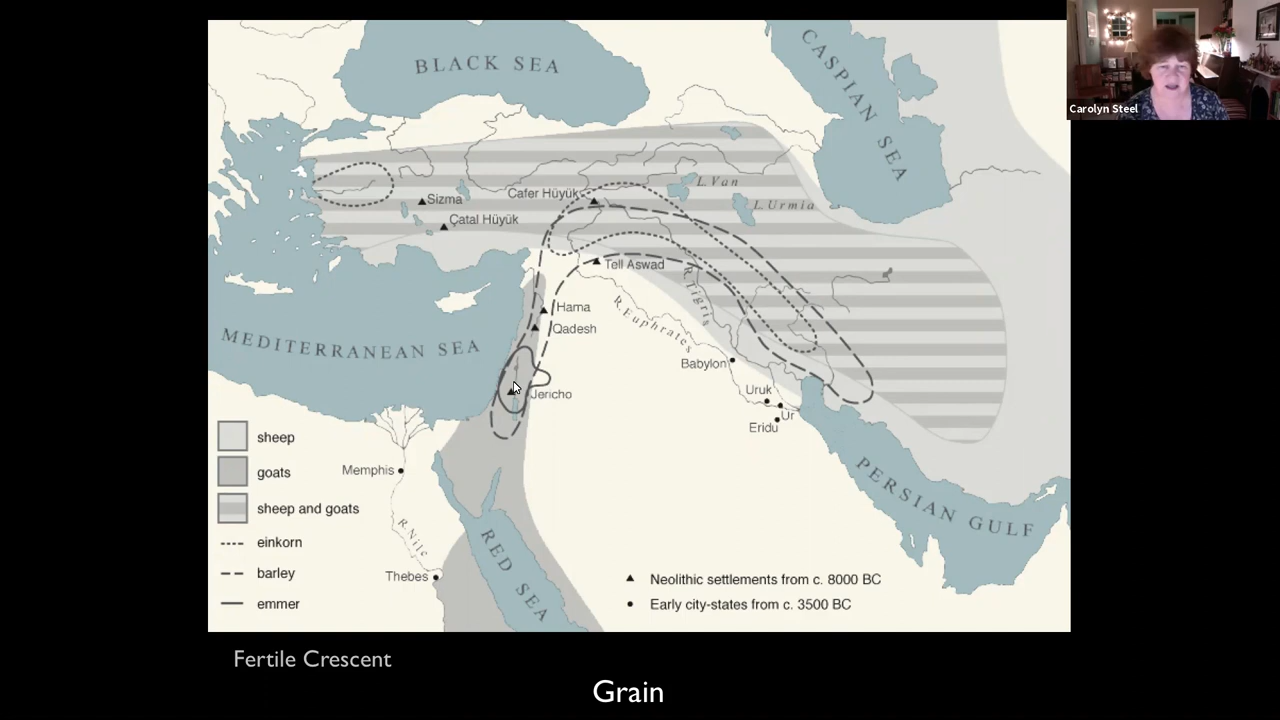 BLACK SEA
CASPIAN SEA
Carolyn Steel
L.Van
Cafer Hüyük
Sizma
L.Urmia
Çatal Hüyük
Tell Aswad
R.Tigris
Hama
R.Euphrates
Qadesh
MEDITERRANEAN SEA
Babylon
Uruk
Jericho
Ur
Eridu
sheep
goats
Memphis
PERSIAN GULF
sheep and goats
R.Nile
einkorn
RED SEA
barley
Thebes
Neolithic settlements from c. 8000 BC
emmer
Early city-states from c. 3500 BC
Fertile Crescent
Grain